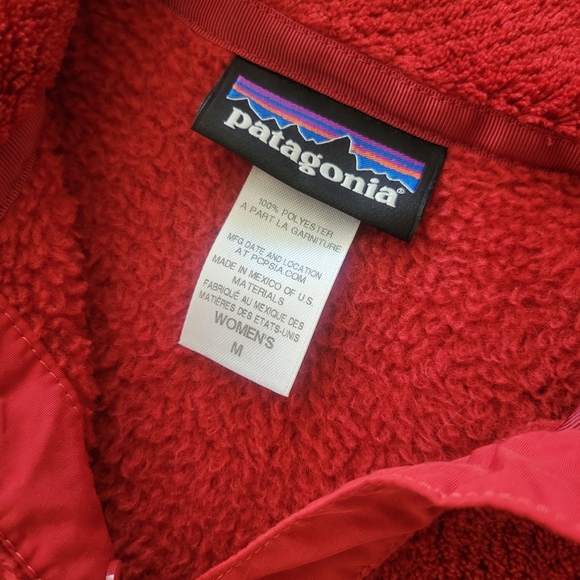 patagonia®
100% POLYESTER
A PART LA GARNITURE
MFG DATE AND LOCATION
AT PCPSIA.COM
MADE IN MEXICO OF U.S.
MATERIALS
FABRIQUÉ AU MEXIQUE DES
MATIÈRES DES ETATS-UNIS
WOMEN'S
M